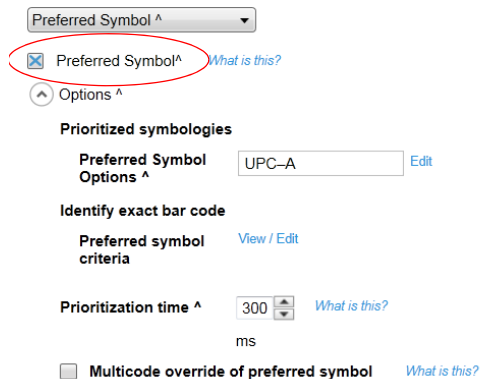 Preferred Symbol ^
Preferred Symbol^ What is this?
Options ^
Prioritized symbologies
Preferred Symbol
Options ^
UPC–A Edit
Identify exact bar code
Preferred symbol
criteria
View / Edit
Prioritization time ^ 300 What is this?
ms
Multicode override of preferred symbol What is this?